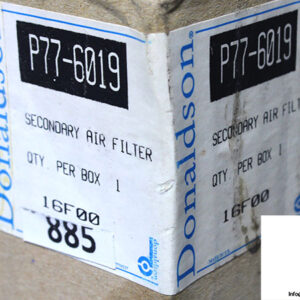 P77-6019
SECONDARY AIR FILTER
QTY PER BOX 1
16F00
885
Donaldson
P77-6019
SECONDARY AIR FILTER
QTY PER BOX 1
16F00
Donaldson®